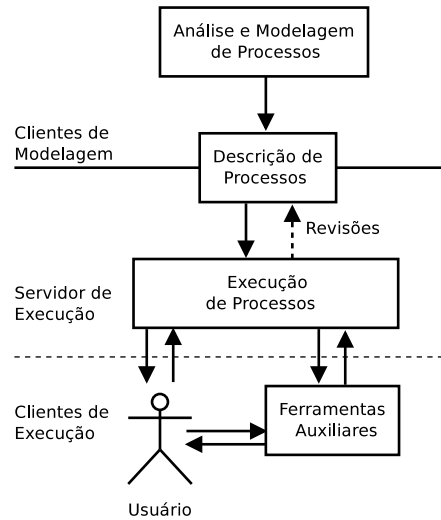 Análise e Modelagem
de Processos
Clientes de
Modelagem
Descrição de
Processos
Revisões
Servidor de
Execução
Execução
de Processos
Clientes de
Execução
Ferramentas
Auxiliares
Usuário